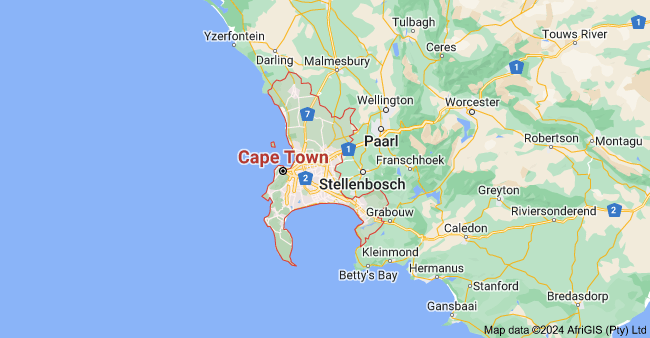 Tulbagh
1
Yzerfontein
Touws River
Ceres
Darling
Malmesbury
1
Wellington
Worcester
7
Paarl
Robertson
Montagu
1
Cape Town
Franschhoek
2
Stellenbosch
Greyton
Grabouw
Riviersonderend
2
Caledon
Kleinmond
Betty's Bay
Hermanus
Stanford
Gansbaai
Bredasdorp
Map data ©2024 AfriGIS (Pty) Ltd